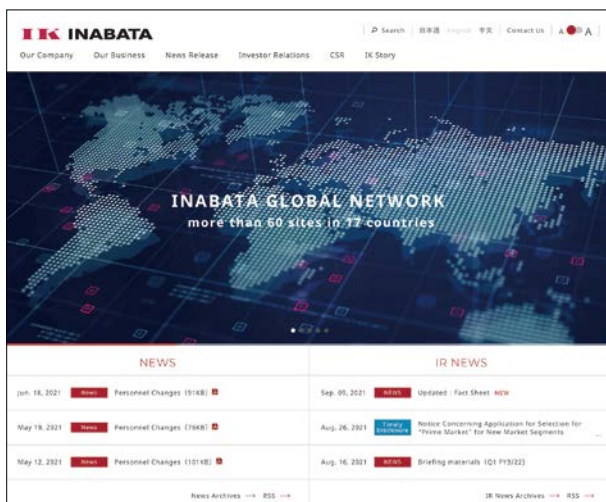 IK INABATA
Search 日本語 English 中文 Contact Us A A
Our Company Our Business News Release Investor Relations CSR IK Story
INABATA GLOBAL NETWORK
more than 60 sites in 17 countries
NEWS
Jun. 18, 2021 News Personnel Changes (91KB)
May 19, 2021 News Personnel Changes (76KB)
May 12, 2021 News Personnel Changes (101KB)
News Archives → RSS →
IR NEWS
Sep. 09, 2021 NEWS Updated : Fact Sheet NEW
Aug. 26, 2021 Timely Disclosure Notice Concerning Application for Selection for
"Prime Market" for New Market Segments ...
Aug. 16, 2021 NEWS Briefing materials (Q1 FY3/22)
IR News Archives → RSS →